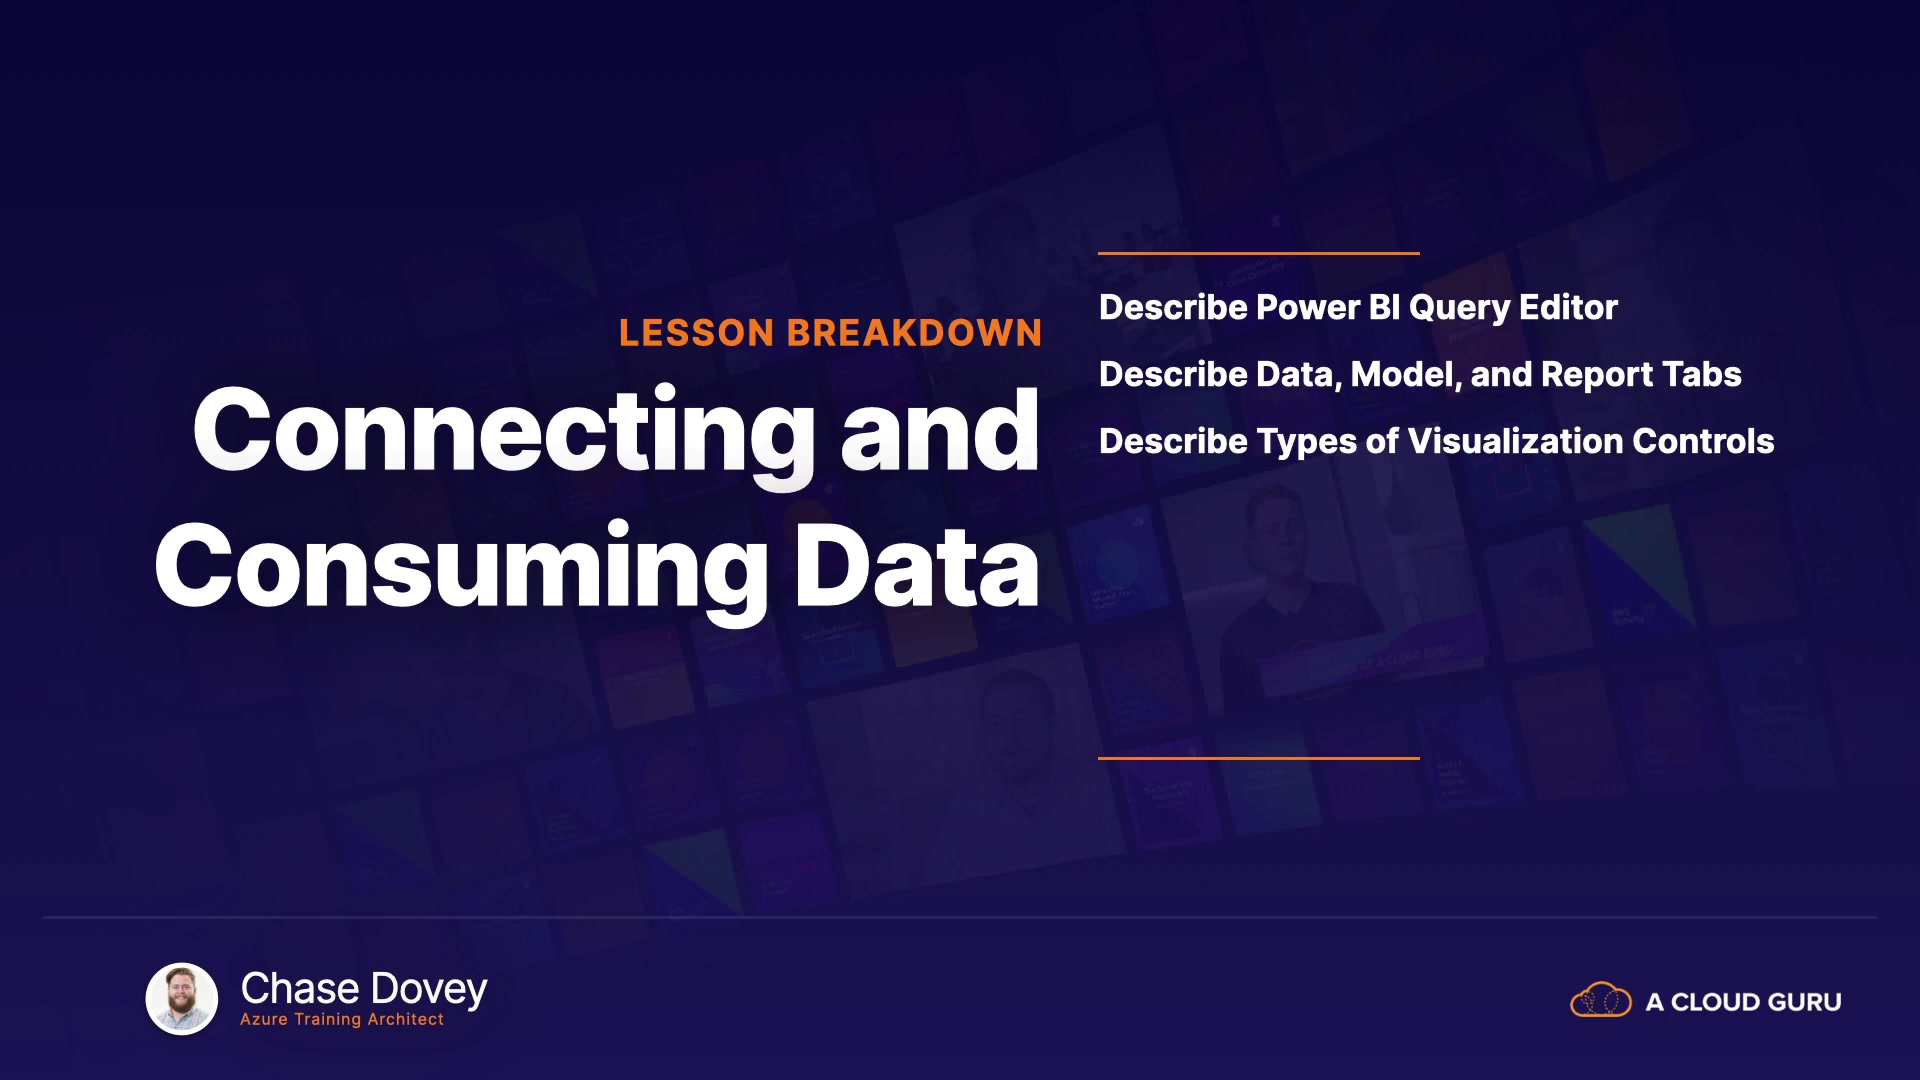 LESSON BREAKDOWN
Connecting and
Consuming Data
Describe Power BI Query Editor
Describe Data, Model, and Report Tabs
Describe Types of Visualization Controls
Chase Dovey
Azure Training Architect
A CLOUD GURU